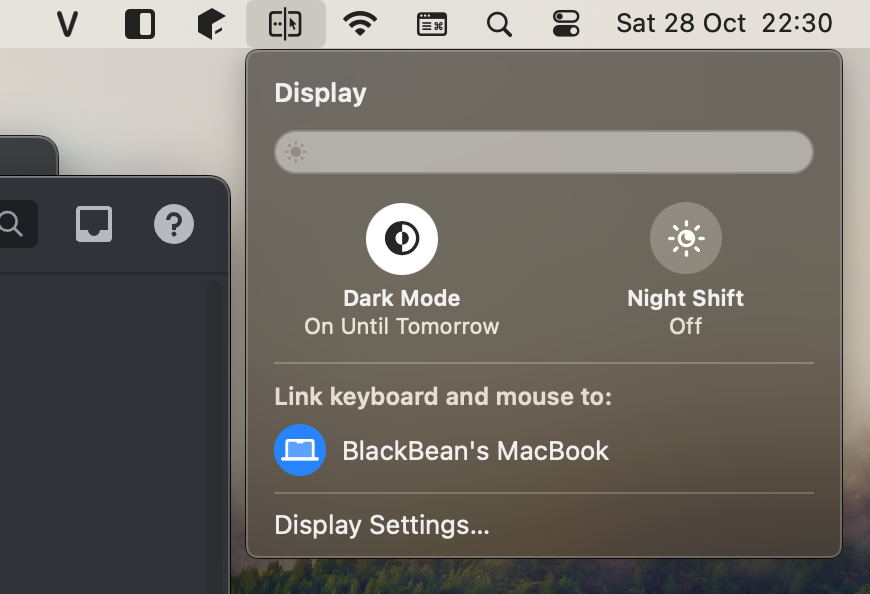 V
Sat 28 Oct 22:30
Display
Dark Mode
On Until Tomorrow
Night Shift
Off
Link keyboard and mouse to:
BlackBean's MacBook
Display Settings...
?